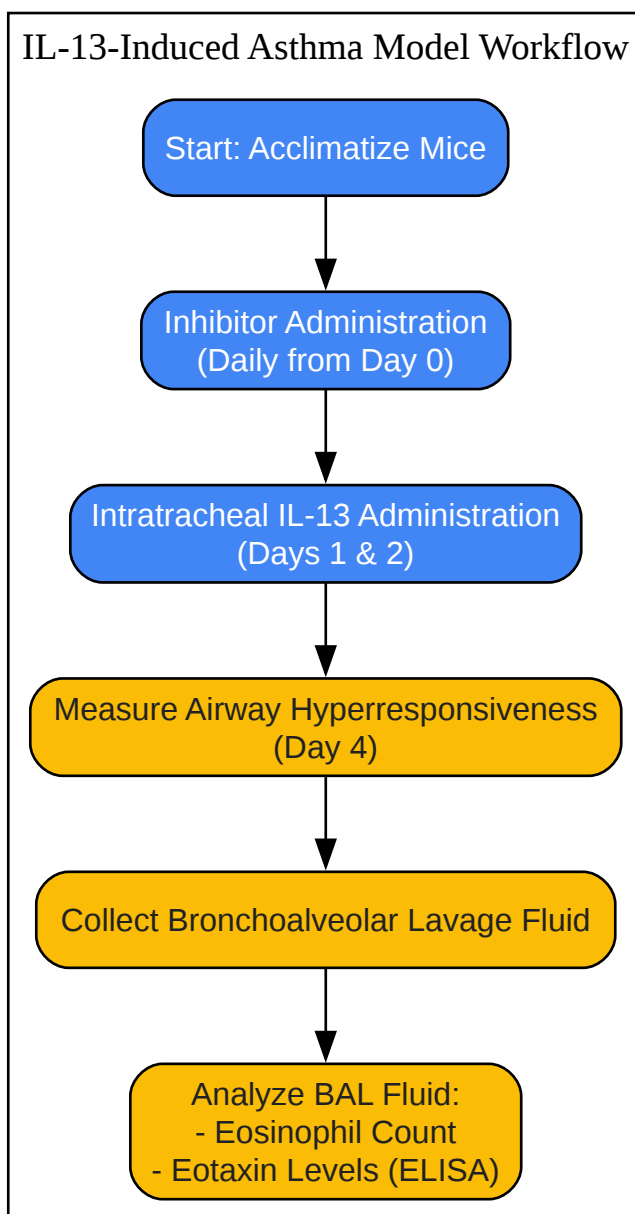 IL-13-Induced Asthma Model Workflow
Start: Acclimatize Mice
Inhibitor Administration
(Daily from Day 0)
Intratracheal IL-13 Administration
(Days 1 & 2)
Measure Airway Hyperresponsiveness
(Day 4)
Collect Bronchoalveolar Lavage Fluid
Analyze BAL Fluid:
- Eosinophil Count
- Eotaxin Levels (ELISA)